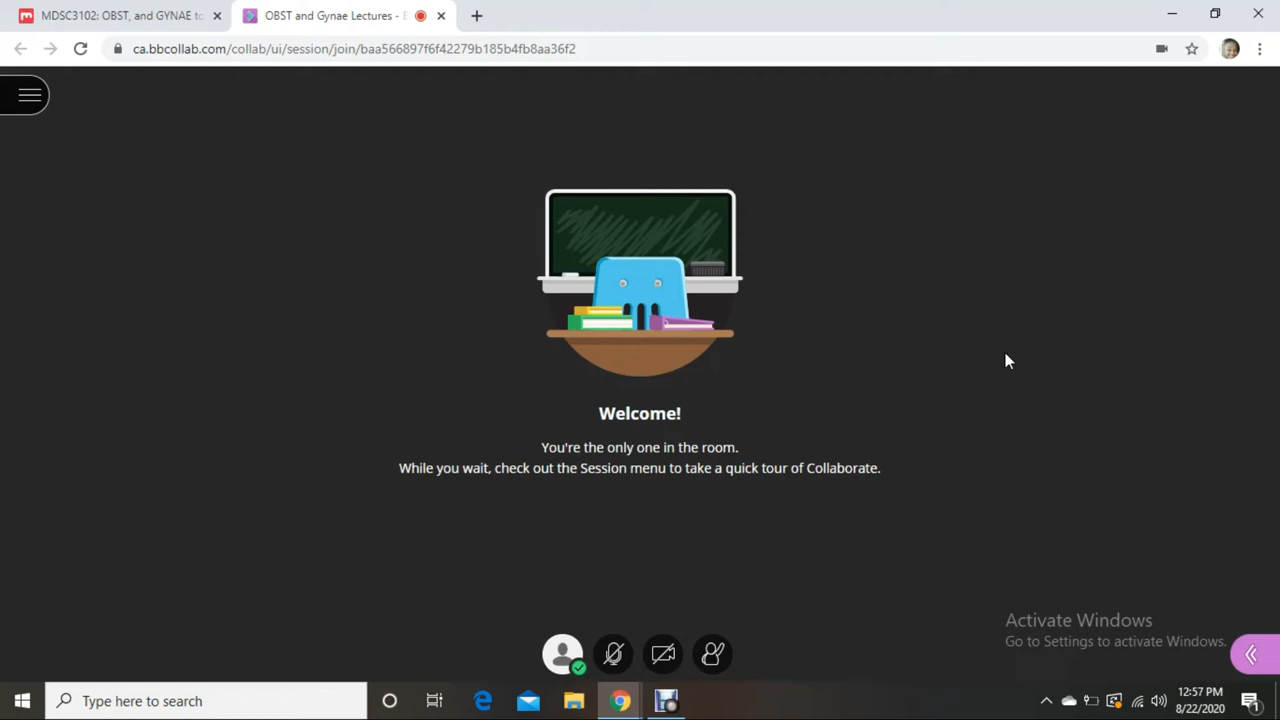 MDSC3102: OBST, and GYNAE to
OBST and Gynae Lectures - B
ca.bbcollab.com/collab/ui/session/join/baa566897f6f42279b185b4fb8aa36f2
Welcome!
You're the only one in the room.
While you wait, check out the Session menu to take a quick tour of Collaborate.
Activate Windows
Go to Settings to activate Windows.
Type here to search
12:57 PM
8/22/2020
1